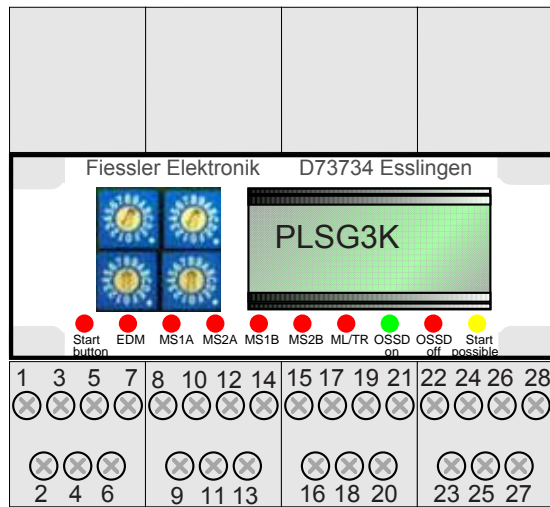 Fiessler Elektronik D73734 Esslingen
PLSG3K
Start button EDM MS1A MS2A MS1B MS2B ML/TR OSSD on OSSD off Start possible
1 3 5 7 8 10 12 14 15 17 19 21 22 24 26 28
2 4 6 9 11 13 16 18 20 23 25 27